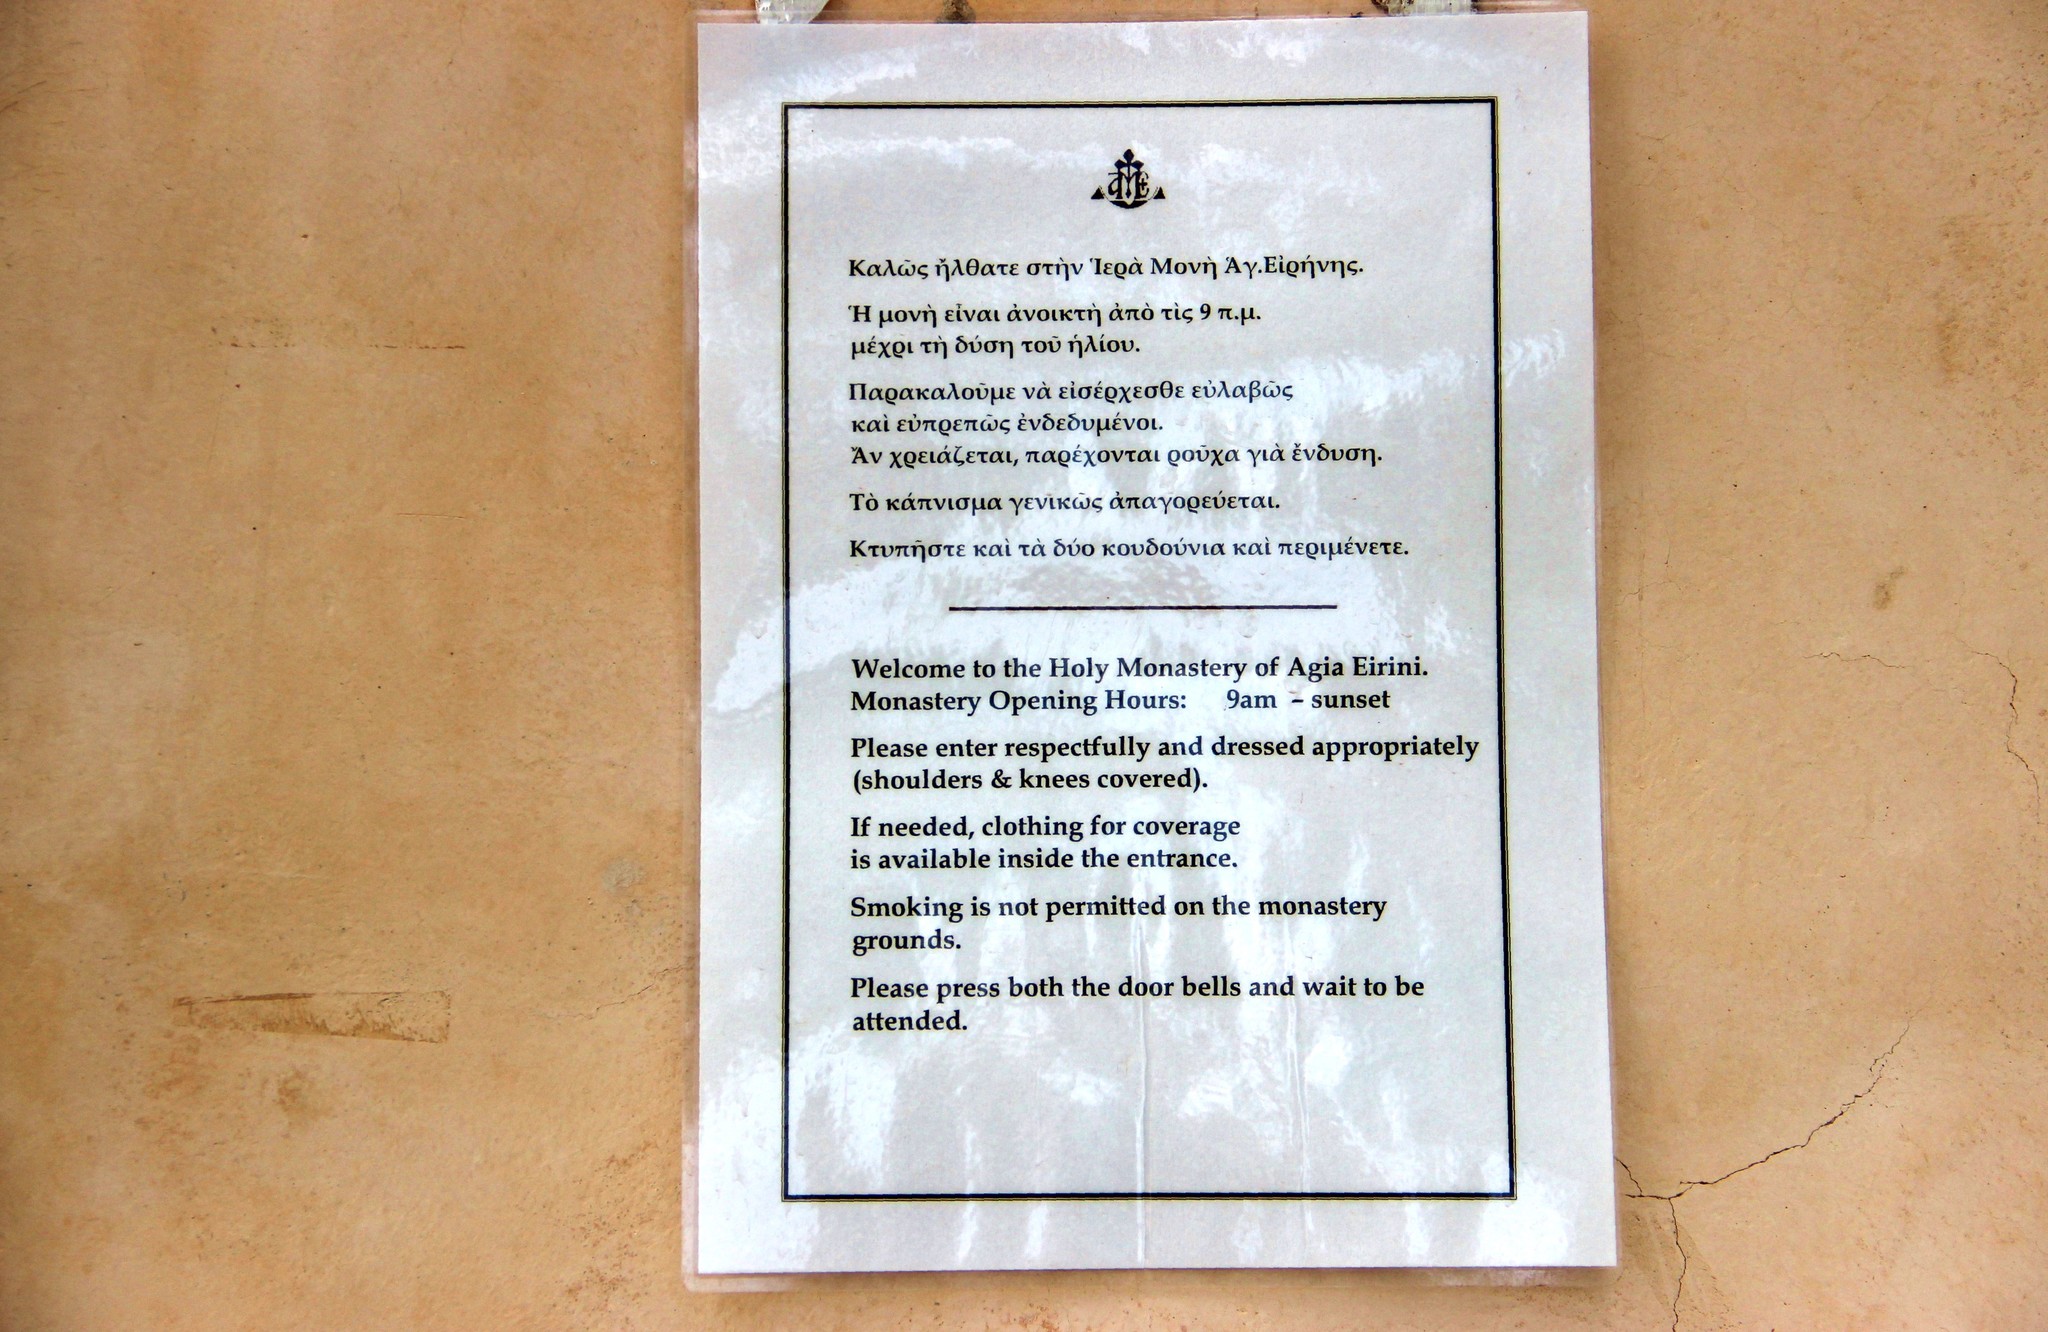 Καλῶς ἤλθατε στὴν Ἱερὰ Μονὴ Ἁγ.Εἰρήνης.
Ἡ μονὴ εἶναι ἀνοικτὴ ἀπὸ τὶς 9 π.μ.
μέχρι τὴ δύση τοῦ ἡλίου.
Παρακαλοῦμε νὰ εἰσέρχεσθε εὐλαβῶς
καὶ εὐπρεπῶς ἐνδεδυμένοι.
Ἂν χρειάζεται, παρέχονται ροῦχα γιὰ ἔνδυση.
Τὸ κάπνισμα γενικῶς ἀπαγορεύεται.
Κτυπῆστε καὶ τὰ δύο κουδούνια καὶ περιμένετε.
Welcome to the Holy Monastery of Agia Eirini.
Monastery Opening Hours: 9am – sunset
Please enter respectfully and dressed appropriately
(shoulders & knees covered).
If needed, clothing for coverage
is available inside the entrance.
Smoking is not permitted on the monastery
grounds.
Please press both the door bells and wait to be
attended.